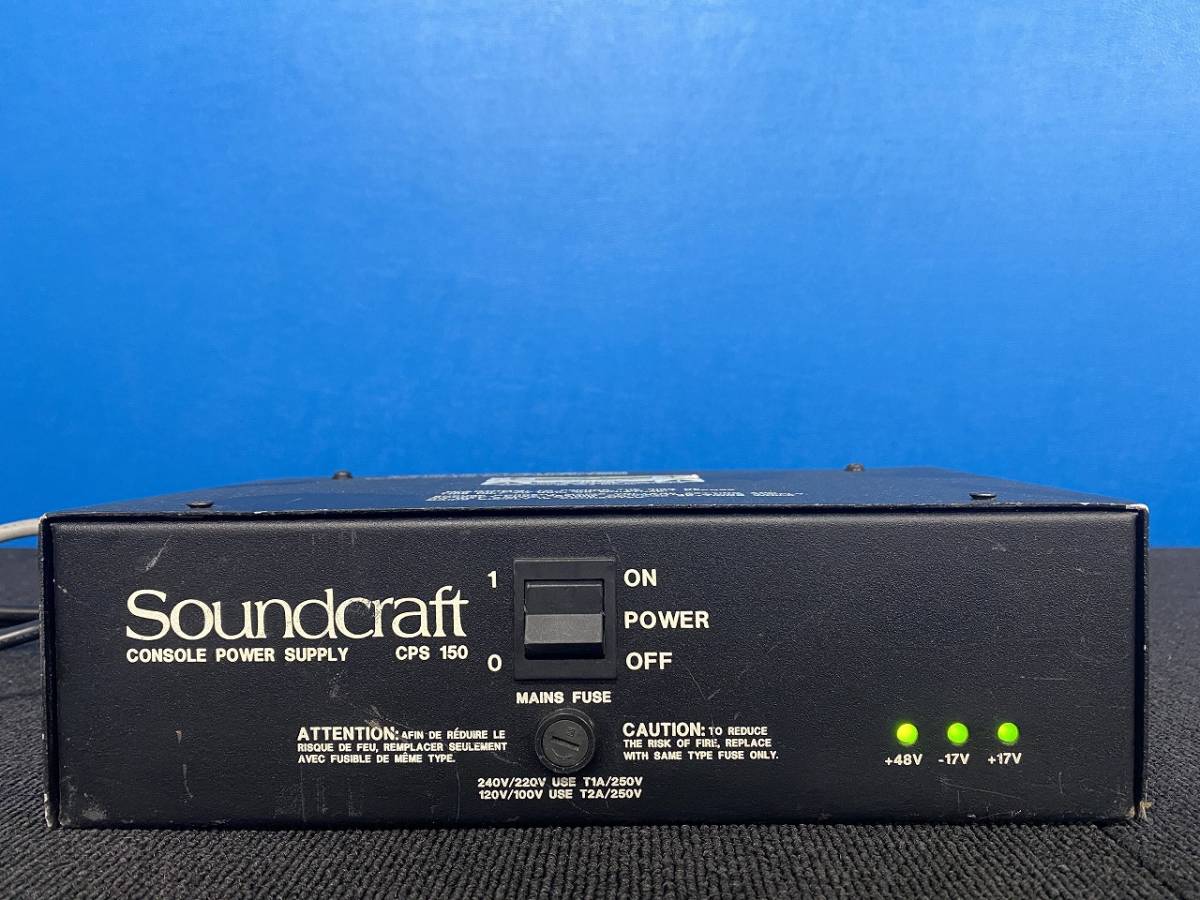 Soundcraft
CONSOLE POWER SUPPLY CPS 150
1 ON
POWER
0 OFF
MAINS FUSE
ATTENTION: AFIN DE RÉDUIRE LE
RISQUE DE FEU, REMPLACER SEULEMENT
AVEC FUSIBLE DE MÊME TYPE.
CAUTION: TO REDUCE
THE RISK OF FIRE, REPLACE
WITH SAME TYPE FUSE ONLY.
240V/220V USE T1A/250V
120V/100V USE T2A/250V
+48V -17V +17V